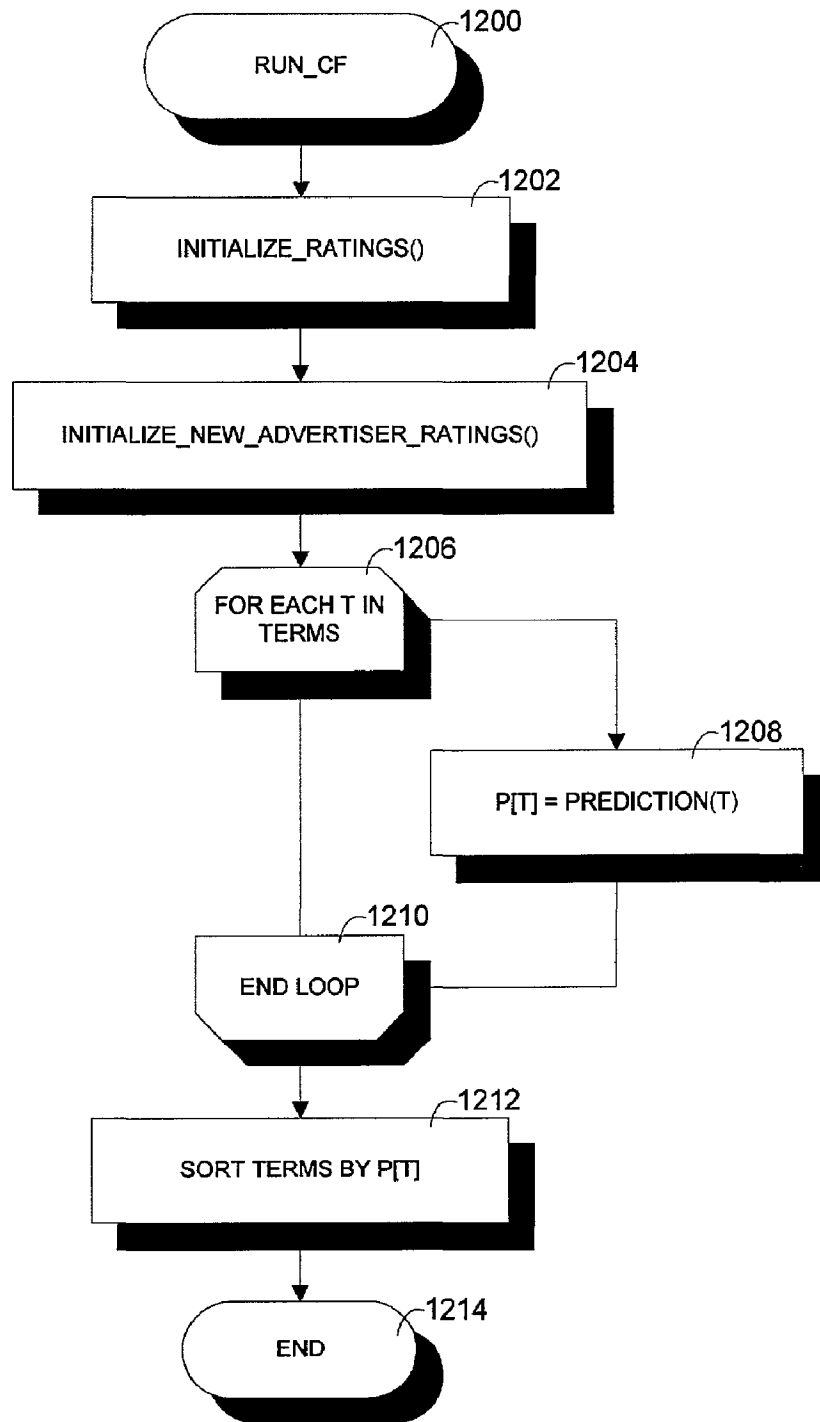 1200
RUN_CF
1202
INITIALIZE_RATINGS()
1204
INITIALIZE_NEW_ADVERTISER_RATINGS()
1206
FOR EACH T IN
TERMS
1208
P[T] = PREDICTION(T)
1210
END LOOP
1212
SORT TERMS BY P[T]
1214
END